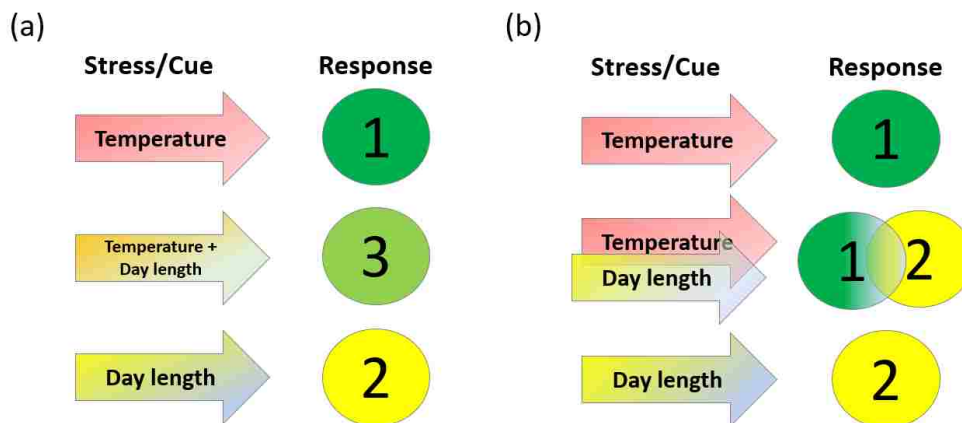 (a)
Stress/Cue Response
Temperature 1
Temperature +
Day length
3
Day length 2
(b)
Stress/Cue Response
Temperature 1
Temperature
Day length
1 2
Day length 2